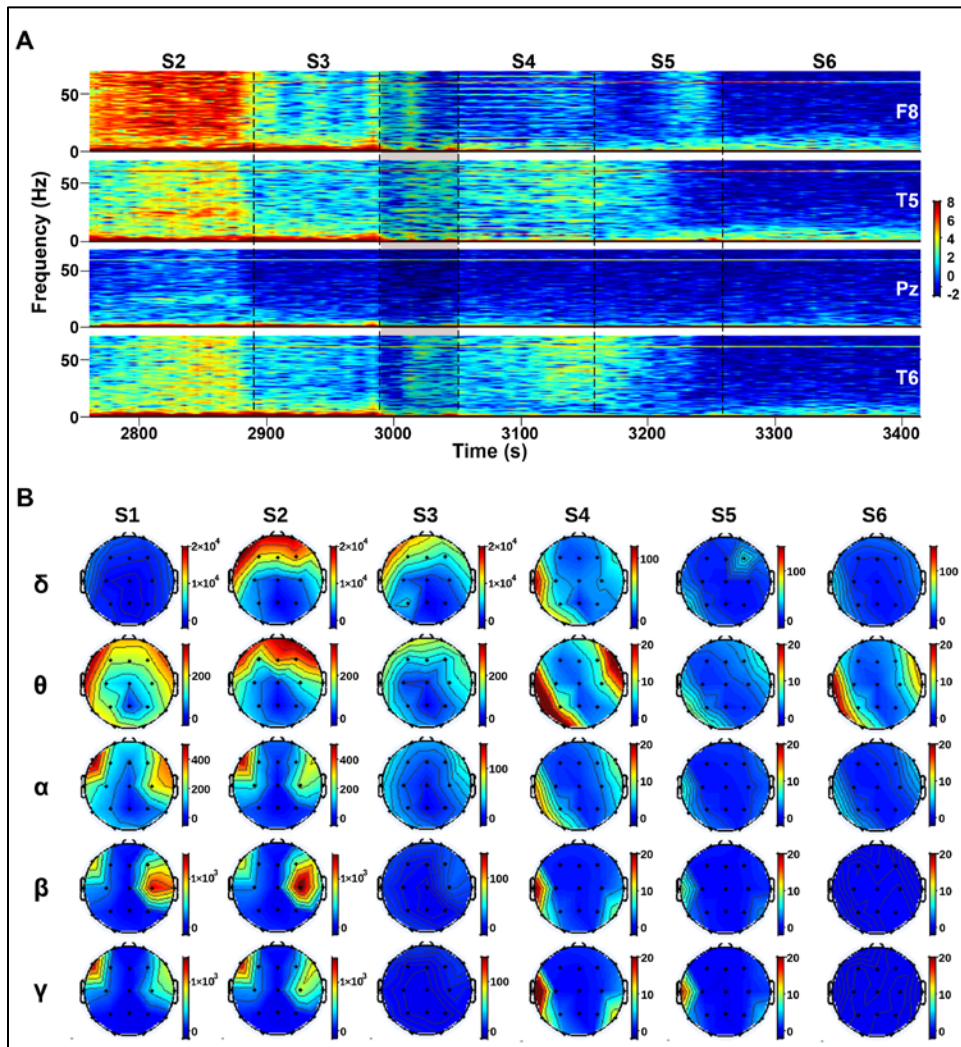 A
S2 S3 S4 S5 S6
50
0
F8
50
0
T5
50
0
Pz
50
0
T6
Frequency (Hz)
8
6
4
2
0
-2
2800 2900 3000 3100 3200 3300 3400
Time (s)
B
S1 S2 S3 S4 S5 S6
δ
2×10⁴ 2×10⁴ 2×10⁴ 100 100 100
1×10⁴ 1×10⁴ 1×10⁴
0 0 0 0 0 0
θ
200 200 200 20 20 20
10 10 10
0 0 0 0 0 0
α
400 400 100 20 20 20
200 200 10 10 10
0 0 0 0 0 0
β
1×10³ 1×10³ 100 20 20 20
10 10 10
0 0 0 0 0 0
γ
1×10³ 1×10³ 100 20 20 20
10 10 10
0 0 0 0 0 0